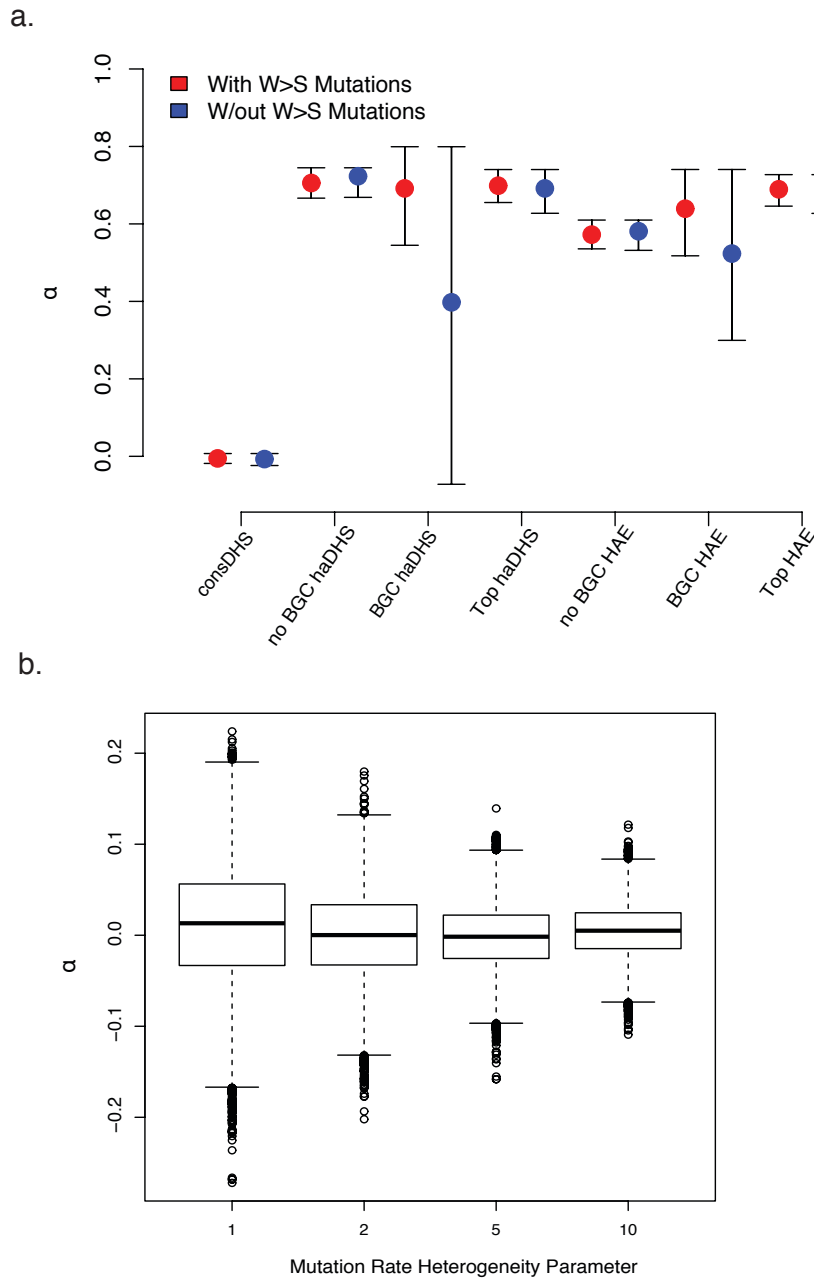 a.
1.0
0.8
0.6
0.4
0.2
0.0
α
With W>S Mutations
W/out W>S Mutations
consDHS
no BGC haDHS
BGC haDHS
Top haDHS
no BGC HAE
BGC HAE
Top HAE
b.
0.2
0.1
0.0
−0.1
−0.2
α
1
2
5
10
Mutation Rate Heterogeneity Parameter